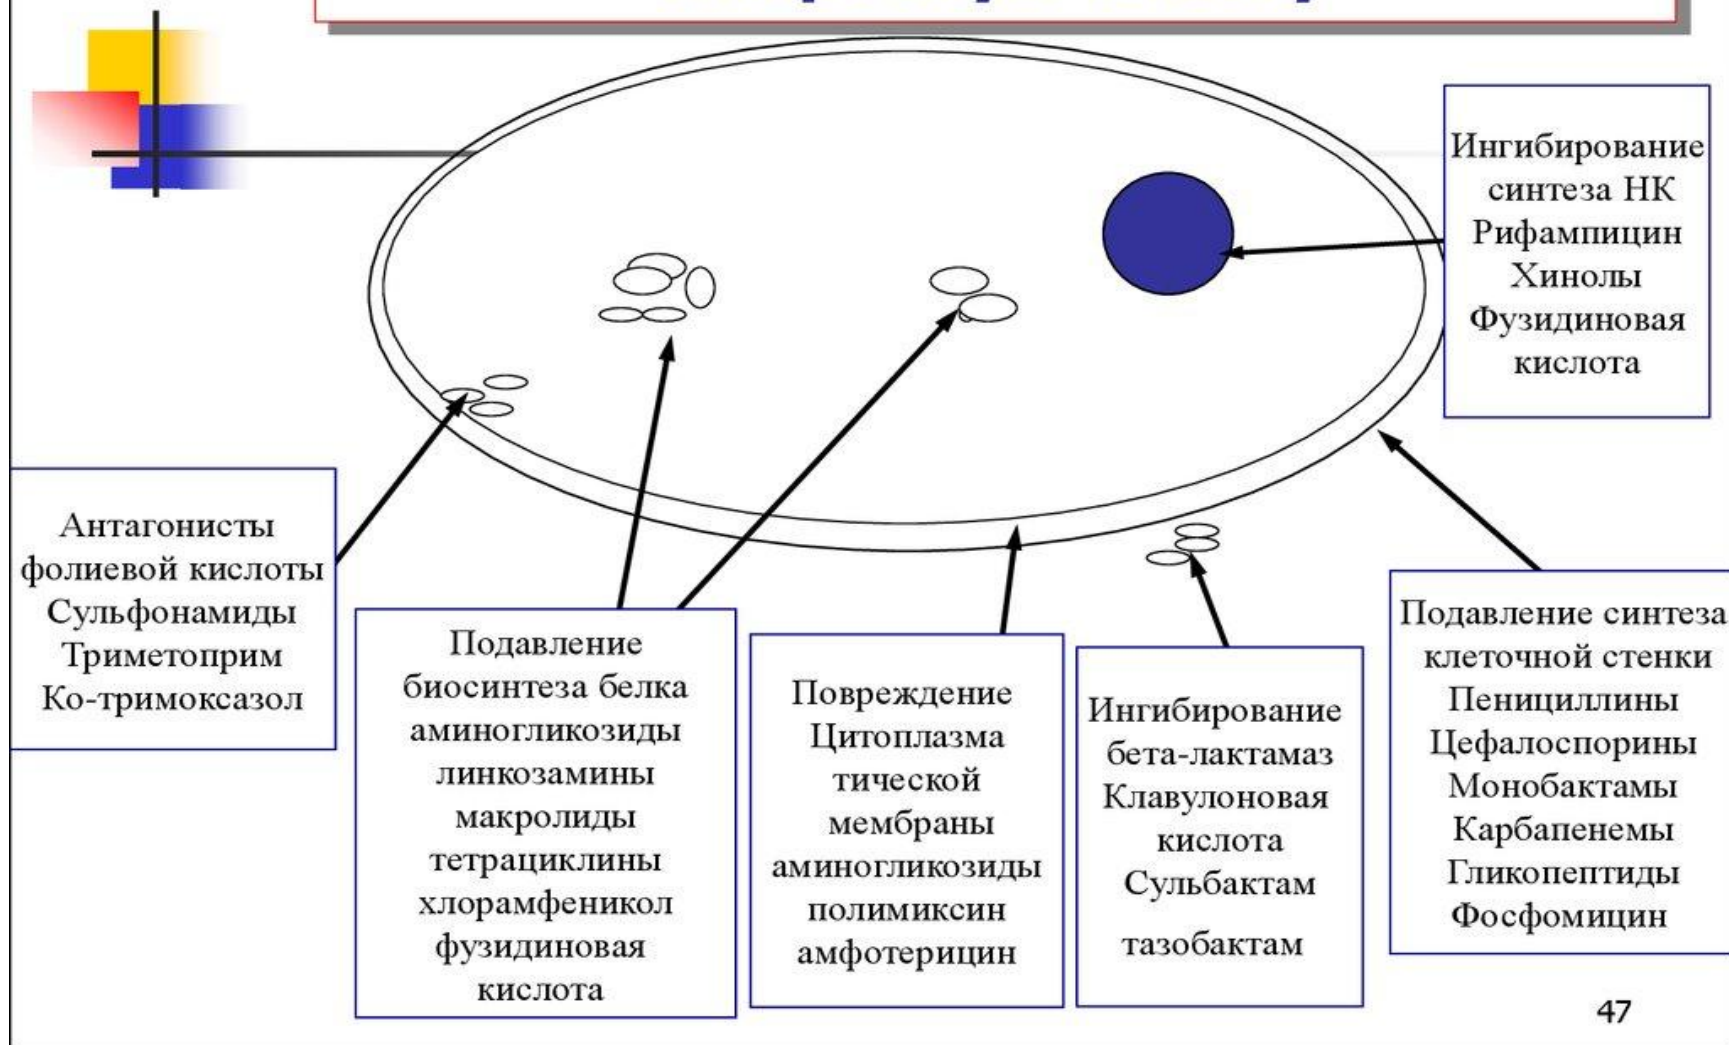 Ингибирование
синтеза НК
Рифампицин
Хинолы
Фузидиновая
кислота
Антагонисты
фолиевой кислоты
Сульфонамиды
Триметоприм
Ко-тримоксазол
Подавление
биосинтеза белка
аминогликозиды
линкозамины
макролиды
тетрациклины
хлорамфеникол
фузидиновая
кислота
Повреждение
Цитоплазма
тической
мембраны
аминогликозиды
полимиксин
амфотерицин
Ингибирование
бета-лактамаз
Клавулоновая
кислота
Сульбактам
тазобактам
Подавление синтеза
клеточной стенки
Пенициллины
Цефалоспорины
Монобактамы
Карбапенемы
Гликопептиды
Фосфомицин
47